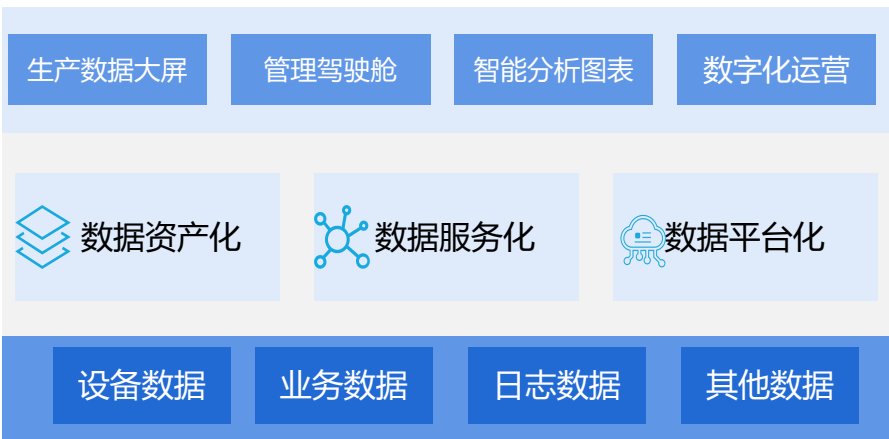 生产数据大屏
管理驾驶舱
智能分析图表
数字化运营
数据资产化
数据服务化
数据平台化
设备数据
业务数据
日志数据
其他数据